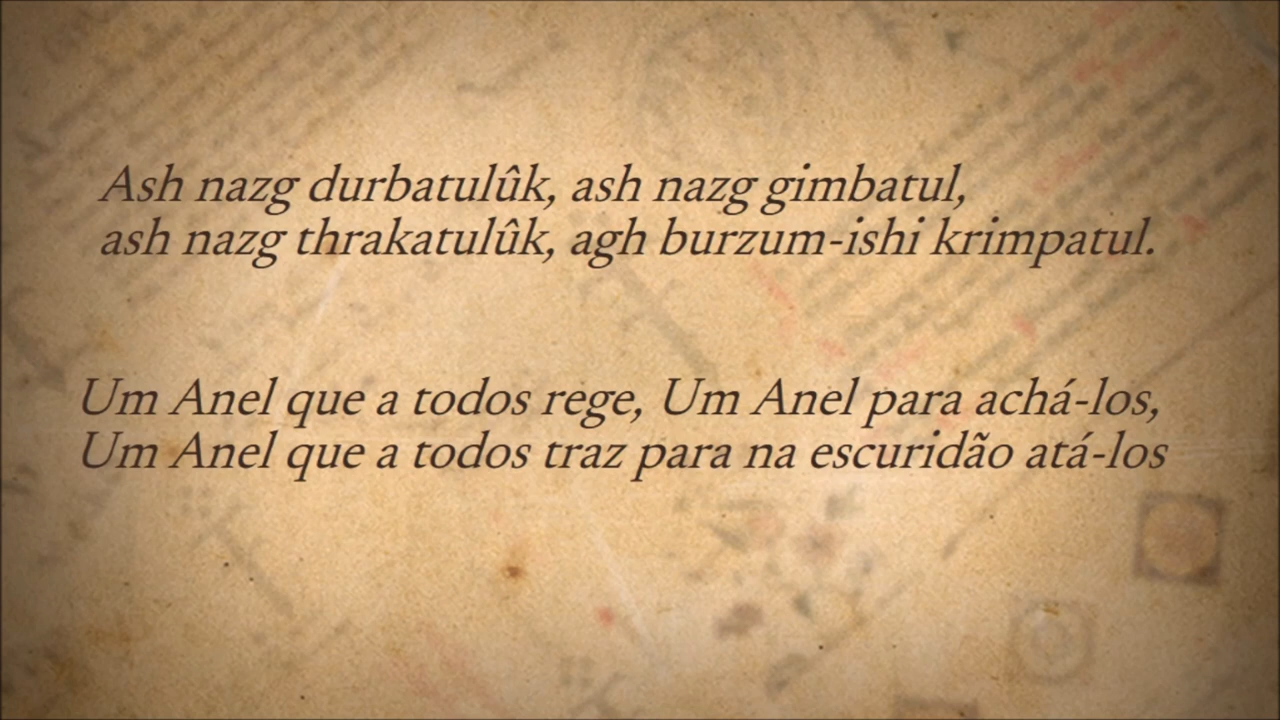 Ash nazg durbatulûk, ash nazg gimbatul,
ash nazg thrakatulûk, agh burzum-ishi krimpatul.
Um Anel que a todos rege, Um Anel para achá-los,
Um Anel que a todos traz para na escuridão atá-los